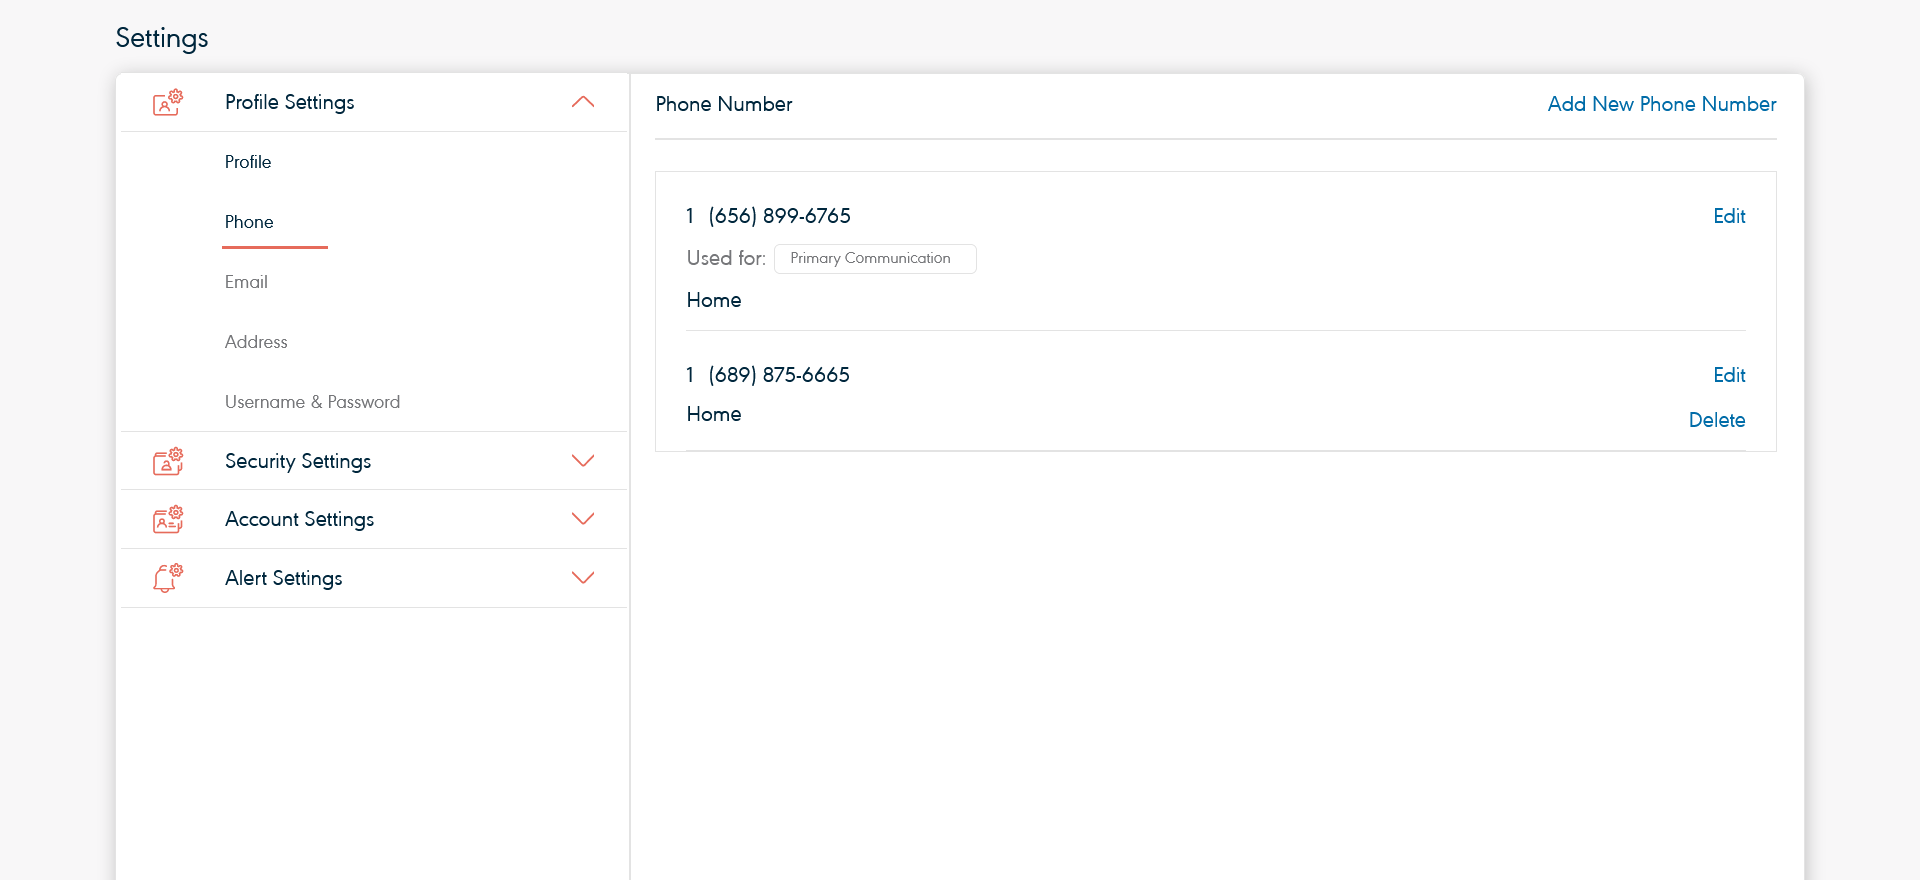 Settings
Profile Settings
Profile
Phone
Email
Address
Username & Password
Security Settings
Account Settings
Alert Settings
Phone Number
Add New Phone Number
1 (656) 899-6765
Edit
Used for: Primary Communication
Home
1 (689) 875-6665
Edit
Home
Delete